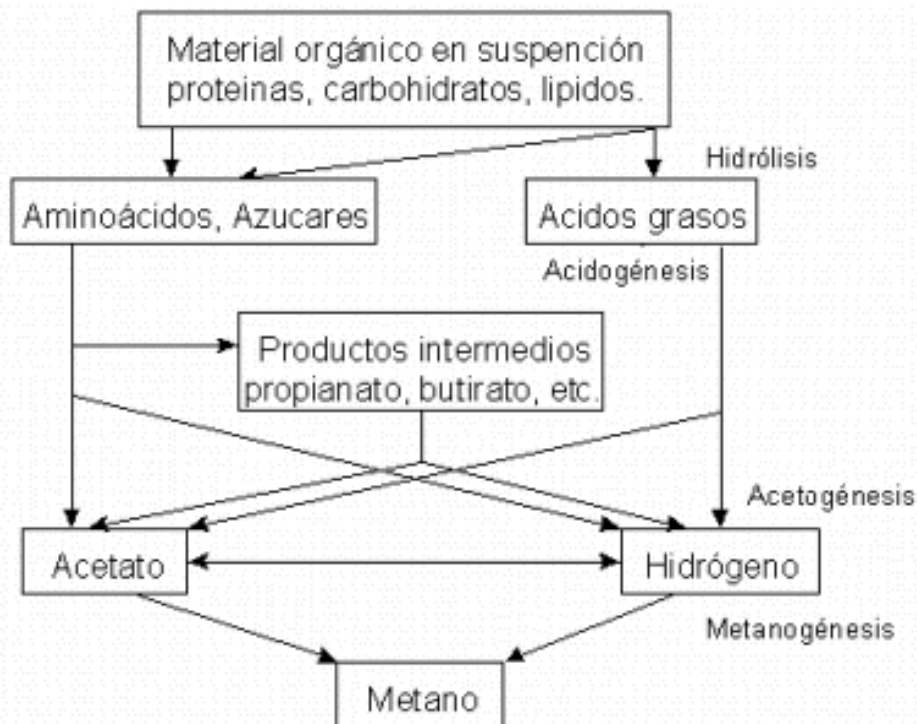 Material orgánico en suspención
proteinas, carbohidratos, lipidos.
Hidrólisis
Aminoácidos, Azucares
Acidos grasos
Acidogénesis
Productos intermedios
propianato, butirato, etc.
Acetogénesis
Acetato
Hidrógeno
Metanogénesis
Metano